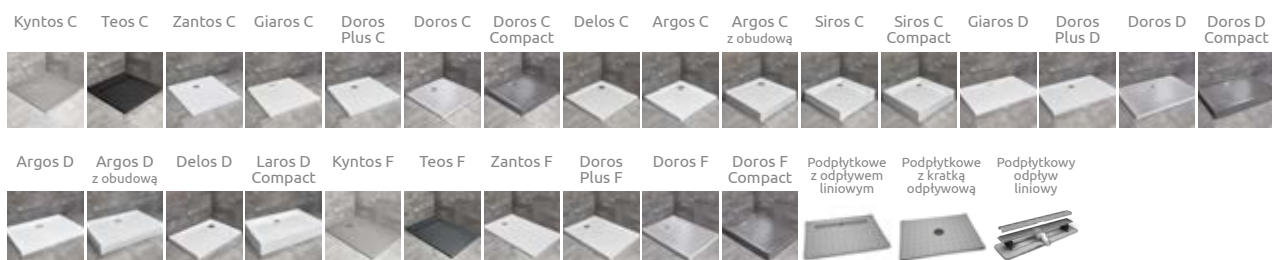 Kyntos C
Teos C
Zantos C
Giaros C
Doros
Plus C
Doros C
Doros C
Compact
Delos C
Argos C
Argos C
z obudową
Siros C
Siros C
Compact
Giaros D
Doros
Plus D
Doros D
Doros D
Compact
Argos D
Argos D
z obudową
Delos D
Laros D
Compact
Kyntos F
Teos F
Zantos F
Doros
Plus F
Doros F
Doros F
Compact
Podpłytkowe
z odpływem
liniowym
Podpłytkowe
z kratką
odpływową
Podpłytkowy
odpływ
liniowy